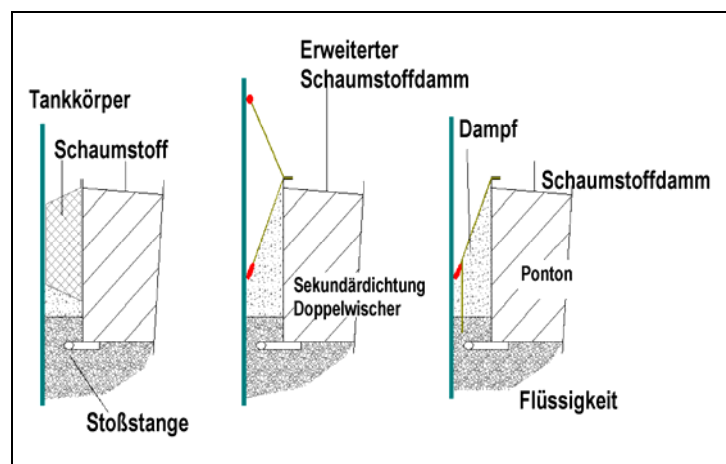 Tankkörper
Schaumstoff
Stoßstange
Erweiterter
Schaumstoffdamm
Sekundärdichtung
Doppelwischer
Dampf
Schaumstoffdamm
Ponton
Flüssigkeit